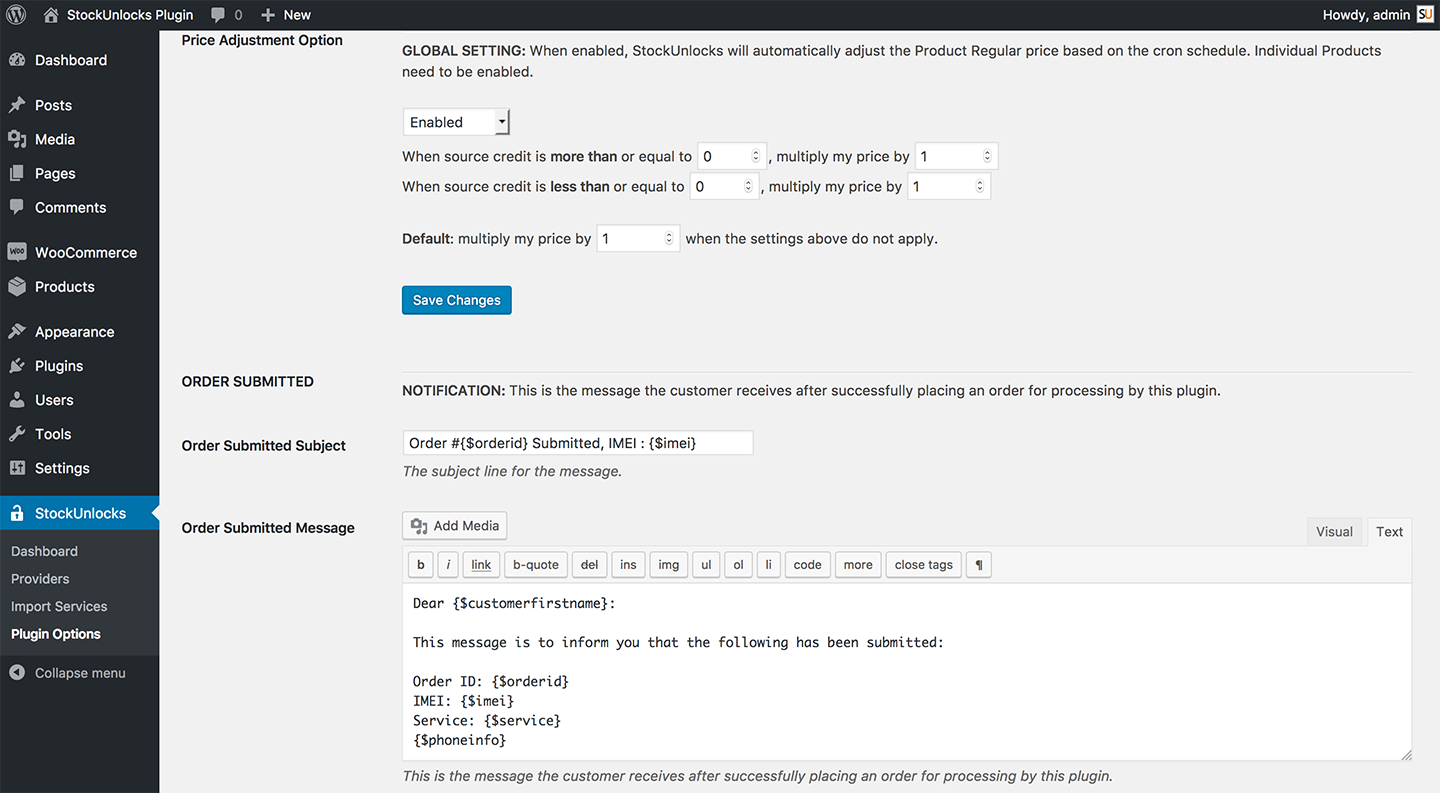 StockUnlocks Plugin 0 New Howdy, admin SU
Dashboard
Posts
Media
Pages
Comments
WooCommerce
Products
Appearance
Plugins
Users
Tools
Settings
StockUnlocks
Dashboard
Providers
Import Services
Plugin Options
Collapse menu
Price Adjustment Option
GLOBAL SETTING: When enabled, StockUnlocks will automatically adjust the Product Regular price based on the cron schedule. Individual Products
need to be enabled.
Enabled
When source credit is more than or equal to 0 , multiply my price by 1
When source credit is less than or equal to 0 , multiply my price by 1
Default: multiply my price by 1 when the settings above do not apply.
Save Changes
ORDER SUBMITTED
NOTIFICATION: This is the message the customer receives after successfully placing an order for processing by this plugin.
Order Submitted Subject
Order #{$orderid} Submitted, IMEI : {$imei}
The subject line for the message.
Order Submitted Message
Add Media
Visual Text
b i link b-quote del ins img ul ol li code more close tags ¶
Dear {$customerfirstname}:
This message is to inform you that the following has been submitted:
Order ID: {$orderid}
IMEI: {$imei}
Service: {$service}
{$phoneinfo}
This is the message the customer receives after successfully placing an order for processing by this plugin.